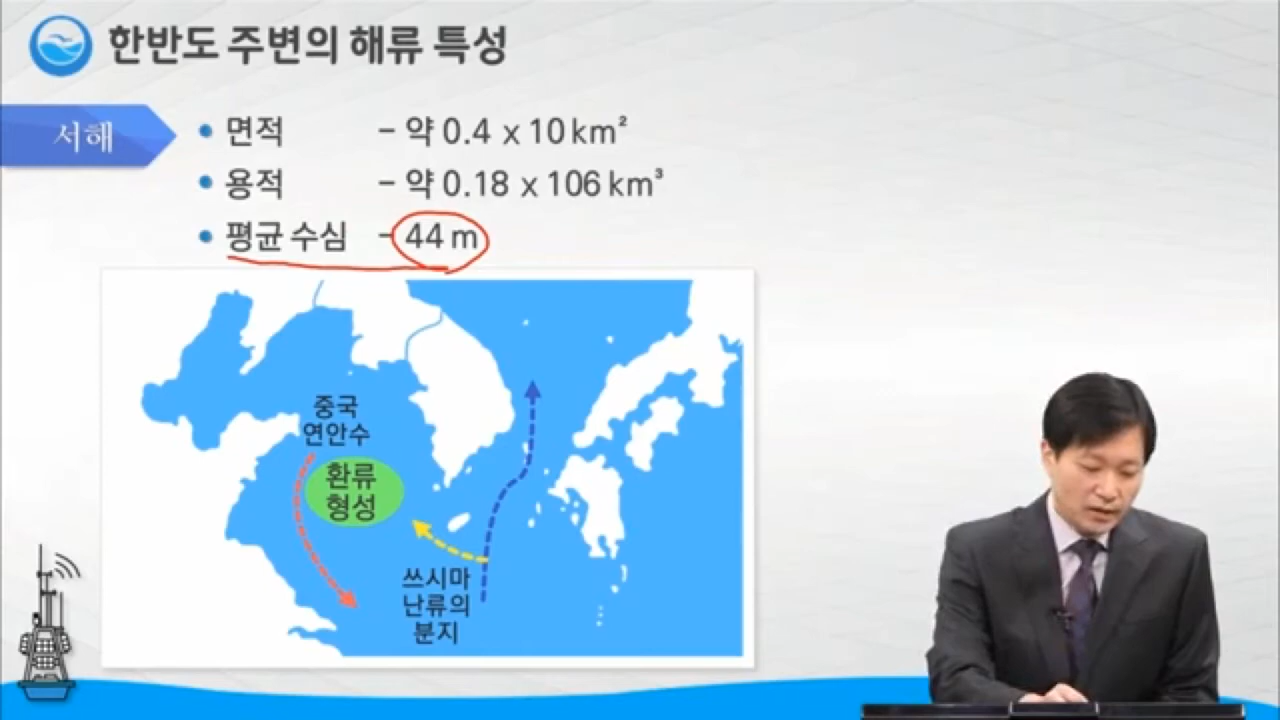 한반도 주변의 해류 특성
서해
• 면적 - 약 0.4 x 10 km²
• 용적 - 약 0.18 x 106 km³
• 평균 수심 - 44 m
중국
연안수
환류
형성
쓰시마
난류의
분지